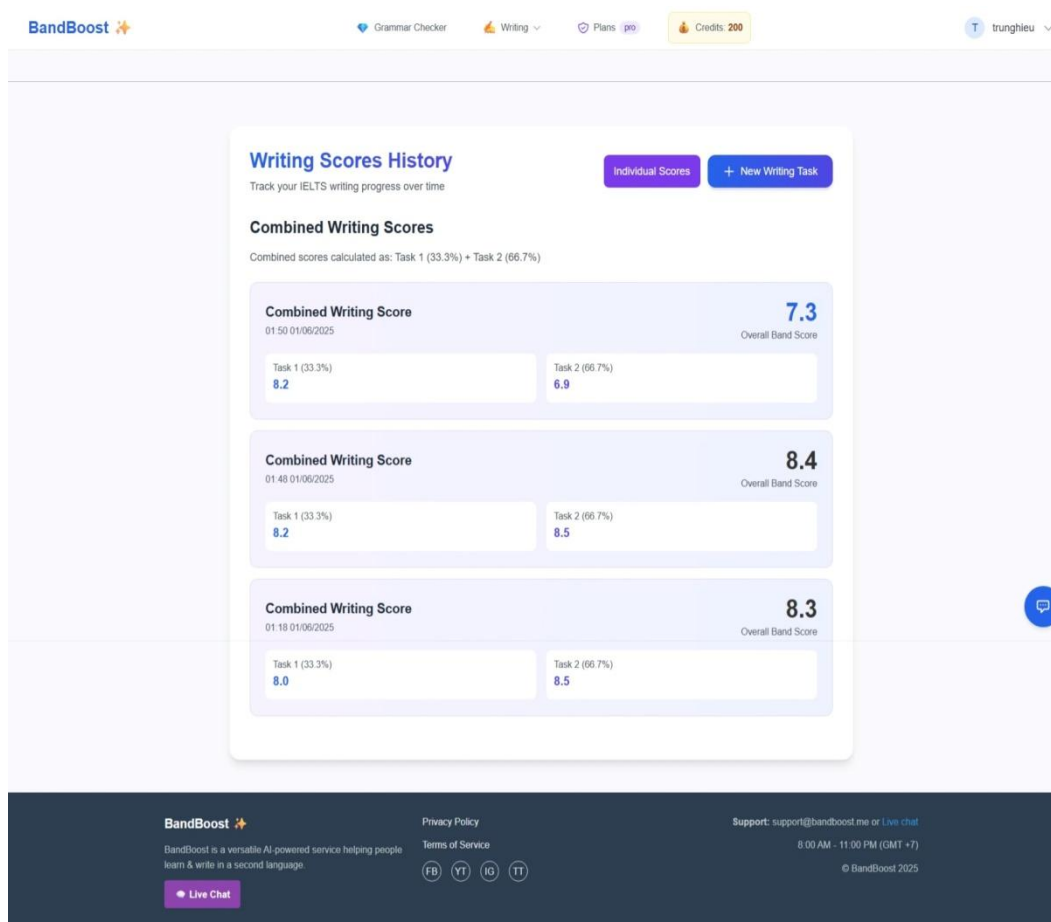 BandBoost ✨
Grammar Checker
Writing
Plans pro
Credits: 200
T trunghieu
Writing Scores History
Track your IELTS writing progress over time
Individual Scores
+ New Writing Task
Combined Writing Scores
Combined scores calculated as: Task 1 (33.3%) + Task 2 (66.7%)
Combined Writing Score
01:50 01/06/2025
7.3
Overall Band Score
Task 1 (33.3%)
8.2
Task 2 (66.7%)
6.9
Combined Writing Score
01:48 01/06/2025
8.4
Overall Band Score
Task 1 (33.3%)
8.2
Task 2 (66.7%)
8.5
Combined Writing Score
01:18 01/06/2025
8.3
Overall Band Score
Task 1 (33.3%)
8.0
Task 2 (66.7%)
8.5
BandBoost ✨
BandBoost is a versatile AI-powered service helping people
learn & write in a second language.
Live Chat
Privacy Policy
Terms of Service
FB YT IG TT
Support: support@bandboost.me or Live chat
8:00 AM - 11:00 PM (GMT +7)
© BandBoost 2025